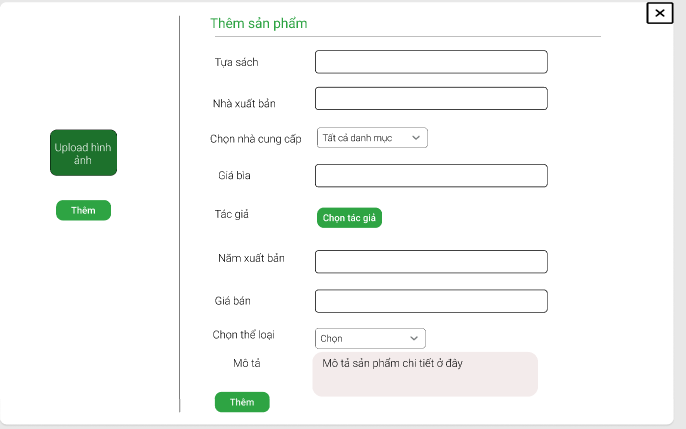 Thêm sản phẩm
Tựa sách
Nhà xuất bản
Chọn nhà cung cấp
Tất cả danh mục
Upload hình
ảnh
Giá bìa
Thêm
Tác giả
Chọn tác giả
Năm xuất bản
Giá bán
Chọn thể loại
Chọn
Mô tả
Mô tả sản phẩm chi tiết ở đây
Thêm